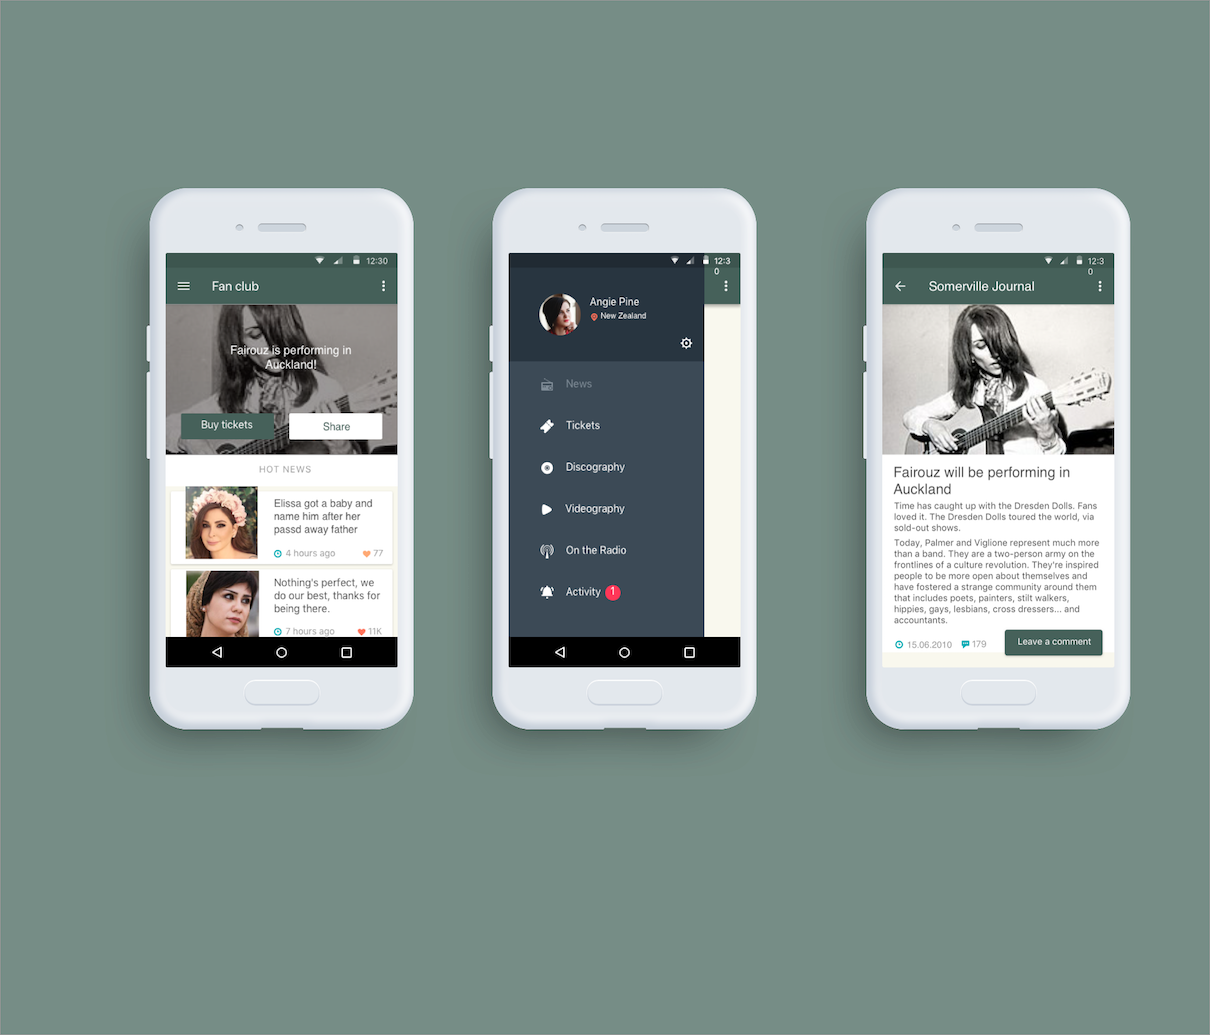 12:30
Fan club
Fairouz is performing in
Auckland!
Buy tickets
Share
HOT NEWS
Elissa got a baby and
name him after her
passd away father
4 hours ago
77
Nothing's perfect, we
do our best, thanks for
being there.
7 hours ago
11K
12:3
0
Angie Pine
New Zealand
News
Tickets
Discography
Videography
On the Radio
Activity
1
12:3
0
Somerville Journal
Fairouz will be performing in
Auckland
Time has caught up with the Dresden Dolls. Fans
loved it. The Dresden Dolls toured the world, via
sold-out shows.
Today, Palmer and Viglione represent much more
than a band. They are a two-person army on the
frontlines of a culture revolution. They're inspired
people to be more open about themselves and
have fostered a strange community around them
that includes poets, painters, stilt walkers,
hippies, gays, lesbians, cross dressers... and
accountants.
15.06.2010
179
Leave a comment